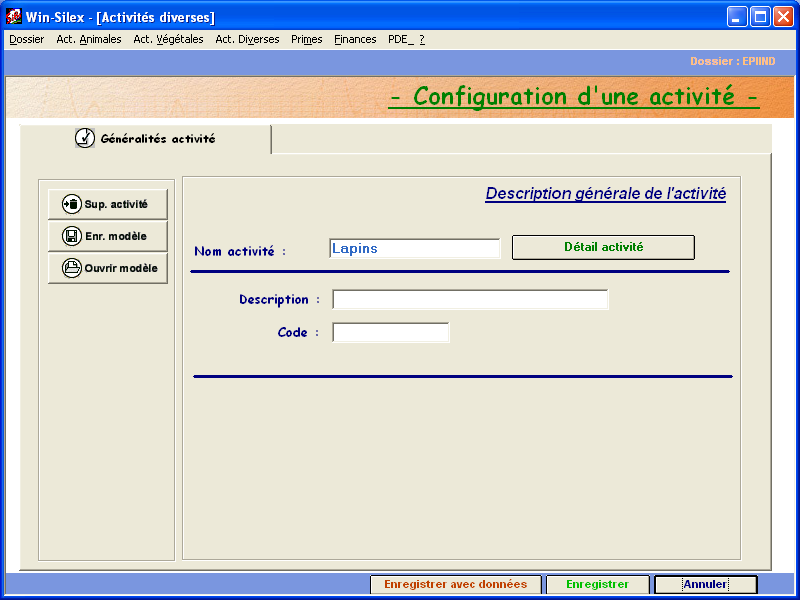 Win-Silex - [Activités diverses]
Dossier Act. Animales Act. Végétales Act. Diverses Primes Finances PDE_ ?
Dossier : EPIIND
- Configuration d'une activité -
Généralités activité
Sup. activité
Enr. modèle
Ouvrir modèle
Description générale de l'activité
Nom activité : Lapins Détail activité
Description :
Code :
Enregistrer avec données Enregistrer Annuler